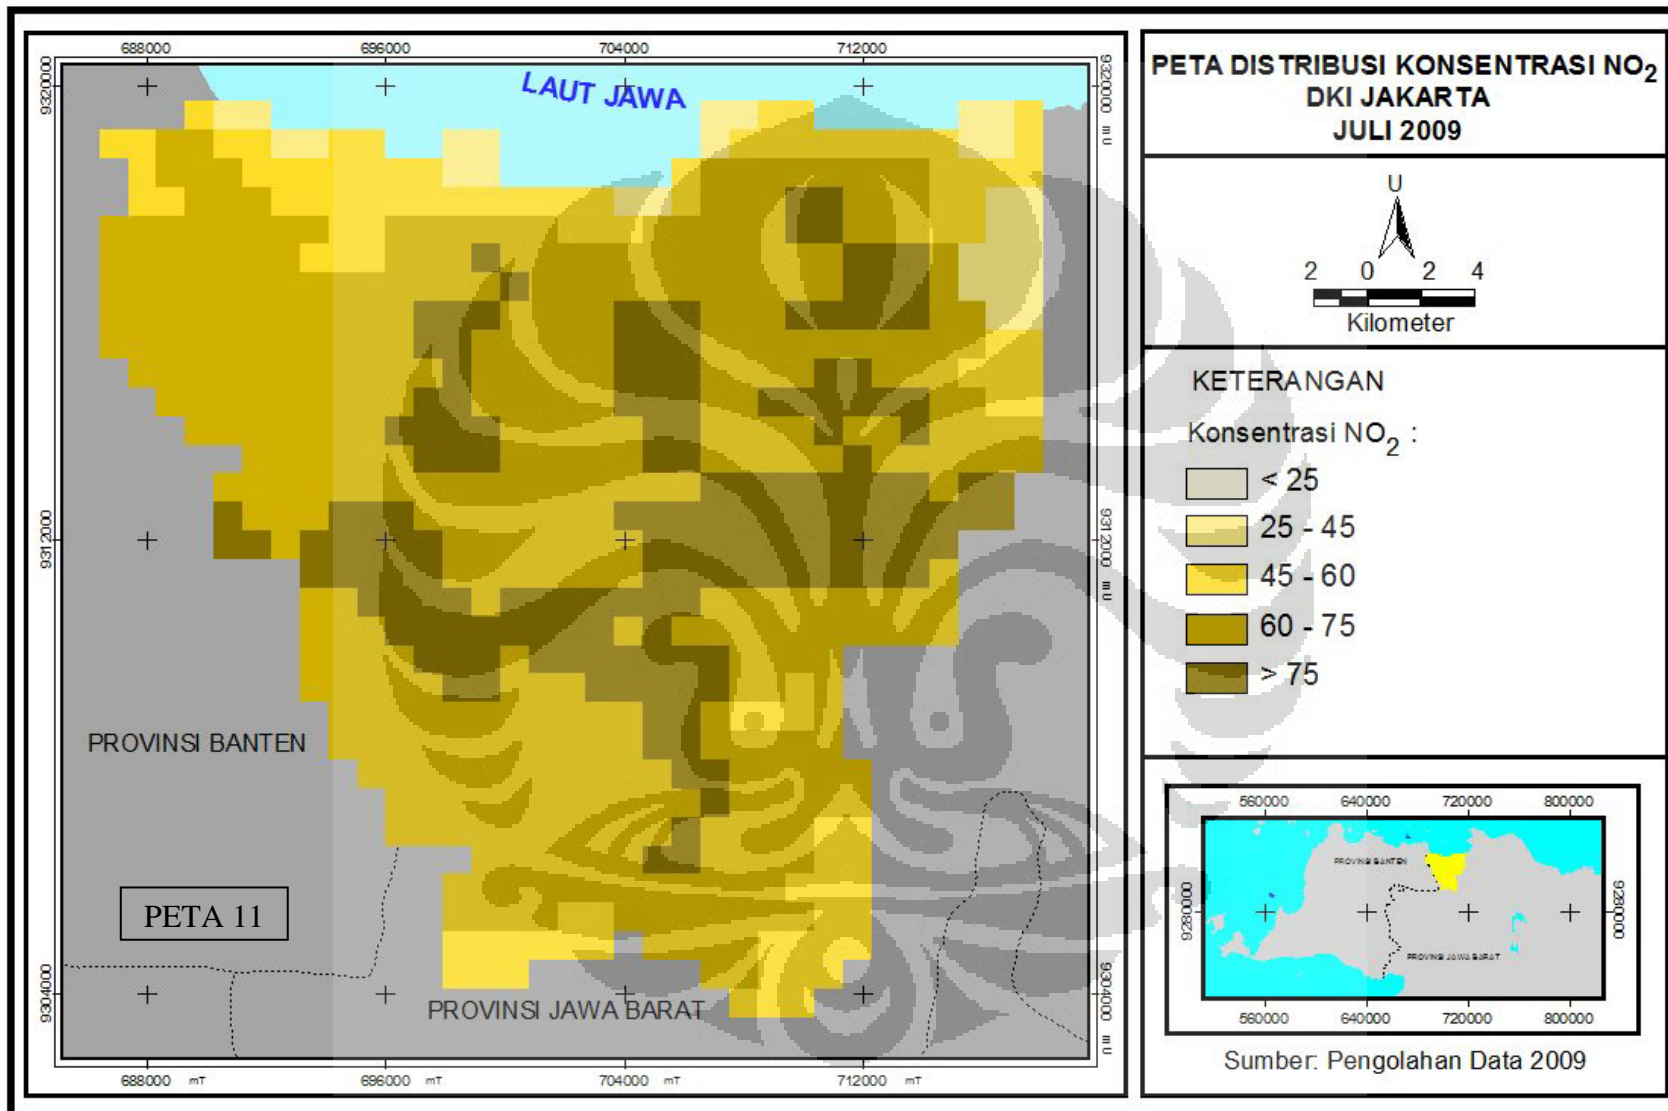 688000 696000 704000 712000
9320000
9320000 m U
LAUT JAWA
9312000
9312000 m U
PROVINSI BANTEN
PETA 11
9304000
9304000 m U
PROVINSI JAWA BARAT
688000 mT 696000 mT 704000 mT 712000 mT
PETA DISTRIBUSI KONSENTRASI NO2
DKI JAKARTA
JULI 2009
U
2 0 2 4
Kilometer
KETERANGAN
Konsentrasi NO2 :
< 25
25 - 45
45 - 60
60 - 75
> 75
560000 640000 720000 800000
PROVINSI BANTEN
9280000
9280000
PROVINSI JAWA BARAT
560000 640000 720000 800000
Sumber: Pengolahan Data 2009